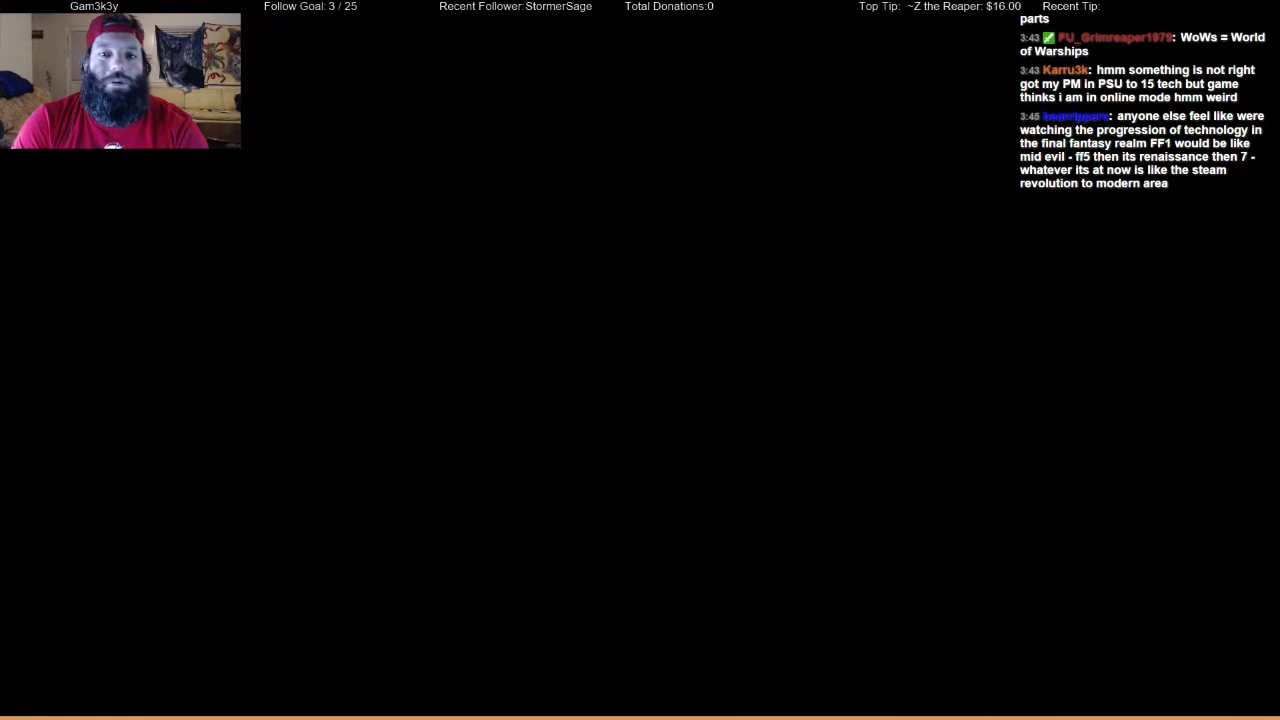 Gam3k3y
Follow Goal: 3 / 25
Recent Follower:StormerSage
Total Donations:0
Top Tip: ~Z the Reaper: $16.00
Recent Tip:
parts
3:43 FU_Grimreaper1979: WoWs = World
of Warships
3:43 Karru3k: hmm something is not right
got my PM in PSU to 15 tech but game
thinks i am in online mode hmm weird
3:45 : anyone else feel like were
watching the progression of technology in
the final fantasy realm FF1 would be like
mid evil - ff5 then its renaissance then 7 -
whatever its at now is like the steam
revolution to modern area